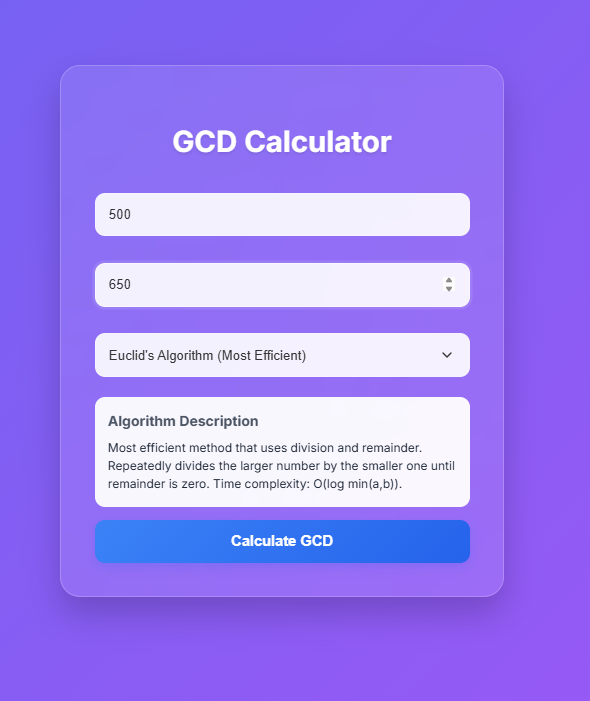 GCD Calculator
500
650
Euclid's Algorithm (Most Efficient)
Algorithm Description
Most efficient method that uses division and remainder.
Repeatedly divides the larger number by the smaller one until
remainder is zero. Time complexity: O(log min(a,b)).
Calculate GCD